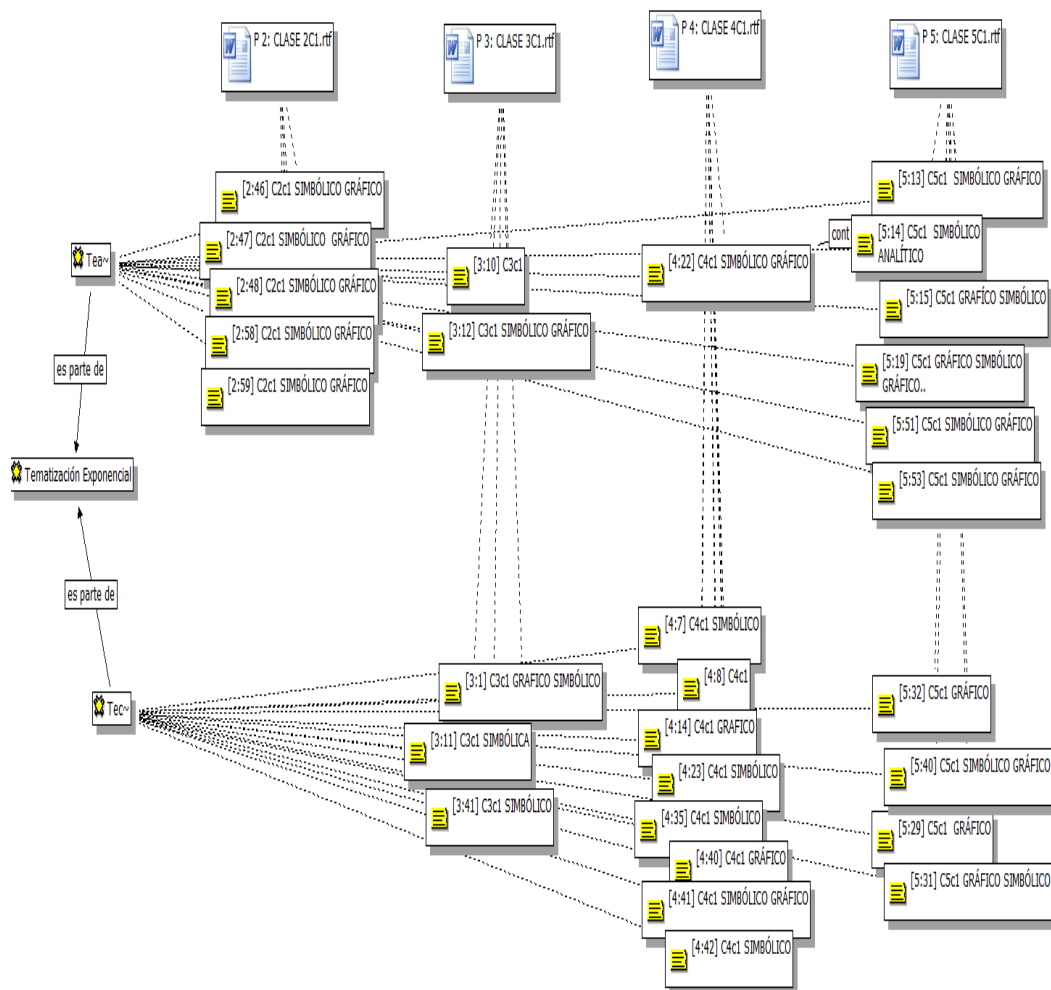 P 2: CLASE 2C1.rtf
P 3: CLASE 3C1.rtf
P 4: CLASE 4C1.rtf
P 5: CLASE 5C1.rtf
[2:46] C2c1 SIMBÓLICO GRÁFICO
[2:47] C2c1 SIMBÓLICO GRÁFICO
[2:48] C2c1 SIMBÓLICO GRÁFICO
[2:58] C2c1 SIMBÓLICO GRÁFICO
[2:59] C2c1 SIMBÓLICO GRÁFICO
Tea~
[3:10] C3c1
[3:12] C3c1 SIMBÓLICO GRÁFICO
[4:22] C4c1 SIMBÓLICO GRÁFICO
cont
[5:13] C5c1 SIMBÓLICO GRÁFICO
[5:14] C5c1 SIMBÓLICO
ANALÍTICO
[5:15] C5c1 GRAFÍCO SIMBÓLICO
[5:19] C5c1 GRÁFICO SIMBÓLICO
GRÁFICO..
[5:51] C5c1 SIMBÓLICO GRÁFICO
[5:53] C5c1 SIMBÓLICO GRÁFICO
es parte de
Tematización Exponencial
es parte de
Tec~
[3:1] C3c1 GRAFICO SIMBÓLICO
[3:11] C3c1 SIMBÓLICA
[3:41] C3c1 SIMBÓLICO
[4:7] C4c1 SIMBÓLICO
[4:8] C4c1
[4:14] C4c1 GRAFICO
[4:23] C4c1 SIMBÓLICO
[4:35] C4c1 SIMBÓLICO
[4:40] C4c1 GRÁFICO
[4:41] C4c1 SIMBÓLICO GRÁFICO
[4:42] C4c1 SIMBÓLICO
[5:32] C5c1 GRÁFICO
[5:40] C5c1 SIMBÓLICO GRÁFICO
[5:29] C5c1 GRÁFICO
[5:31] C5c1 GRÁFICO SIMBÓLICO